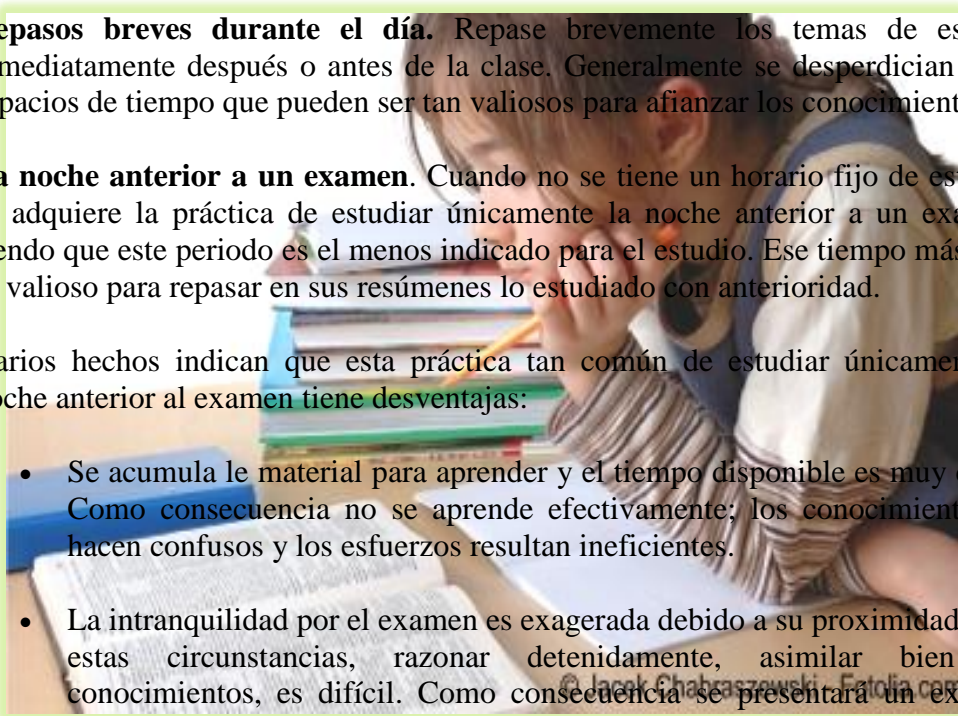 epasos breves durante el día. Repase brevemente los temas de es
mediatamente después o antes de la clase. Generalmente se desperdician
pacios de tiempo que pueden ser tan valiosos para afianzar los conocimient
a noche anterior a un examen. Cuando no se tiene un horario fijo de es
adquiere la práctica de estudiar únicamente la noche anterior a un exa
endo que este periodo es el menos indicado para el estudio. Ese tiempo más
valioso para repasar en sus resúmenes lo estudiado con anterioridad.
arios hechos indican que esta práctica tan común de estudiar únicamen
oche anterior al examen tiene desventajas:
• Se acumula le material para aprender y el tiempo disponible es muy
Como consecuencia no se aprende efectivamente; los conocimient
hacen confusos y los esfuerzos resultan ineficientes.
• La intranquilidad por el examen es exagerada debido a su proximidad
estas circunstancias, razonar detenidamente, asimilar bien
conocimientos, es difícil. Como consecuencia se presentará un ex
© Jacek Chabraszewski - Fotolia.com